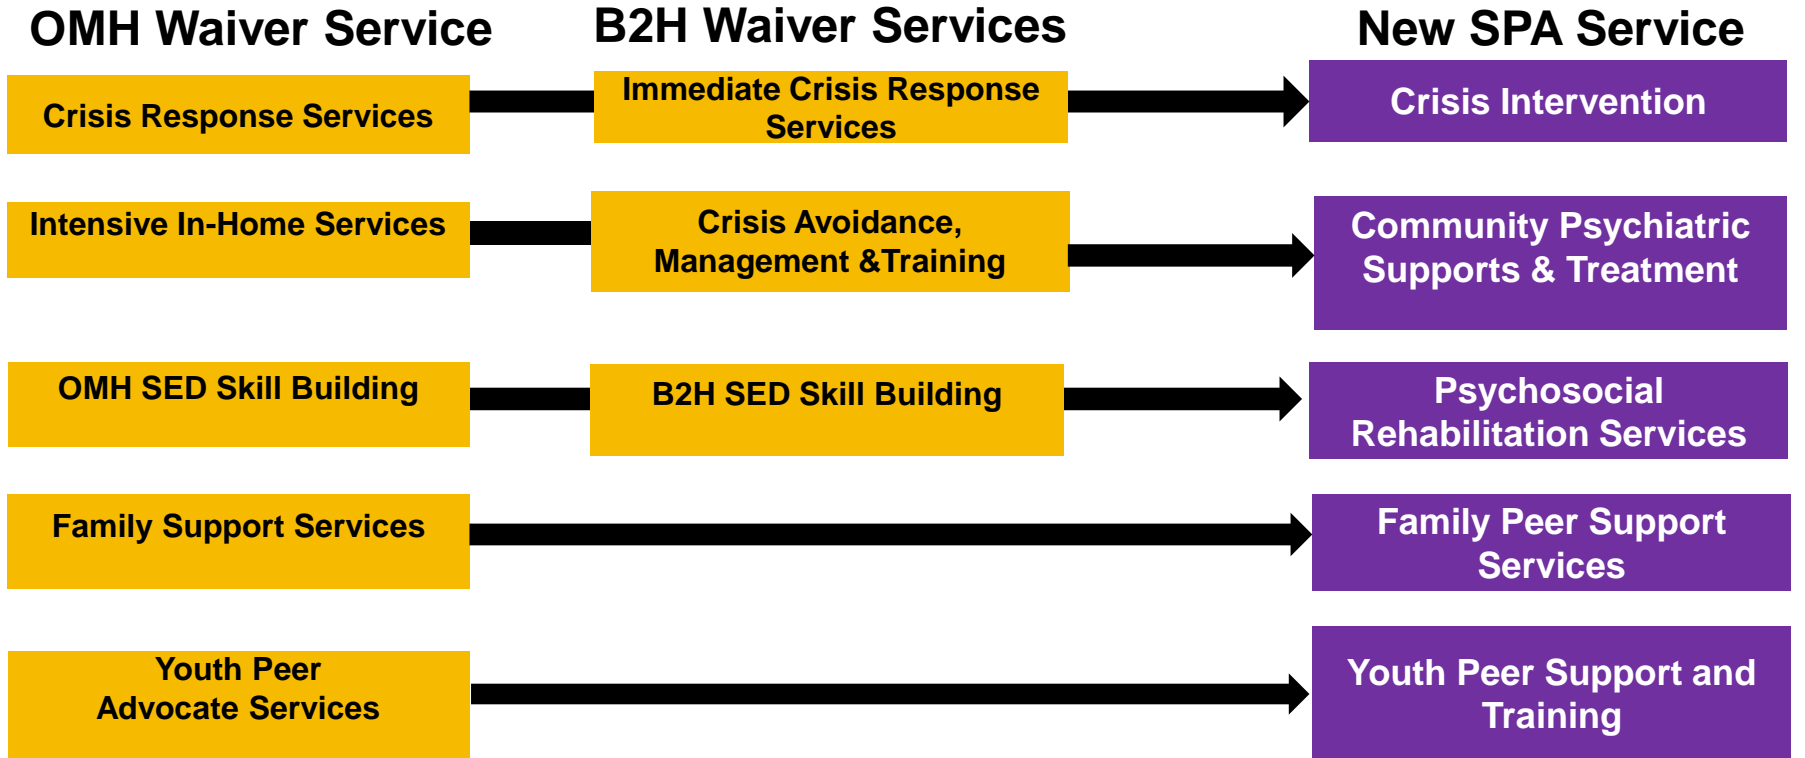 OMH Waiver Service
B2H Waiver Services
New SPA Service
Crisis Response Services
Immediate Crisis Response
Services
Crisis Intervention
Intensive In-Home Services
Crisis Avoidance,
Management &Training
Community Psychiatric
Supports & Treatment
OMH SED Skill Building
B2H SED Skill Building
Psychosocial
Rehabilitation Services
Family Support Services
Family Peer Support
Services
Youth Peer
Advocate Services
Youth Peer Support and
Training